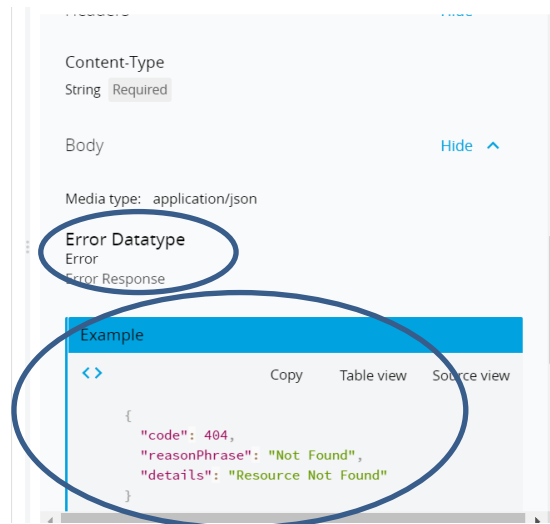 Content-Type
String Required
Body Hide
Media type: application/json
Error Datatype
Error
Error Response
Example
<> Copy Table view Source view
{
"code": 404,
"reasonPhrase": "Not Found",
"details": "Resource Not Found"
}